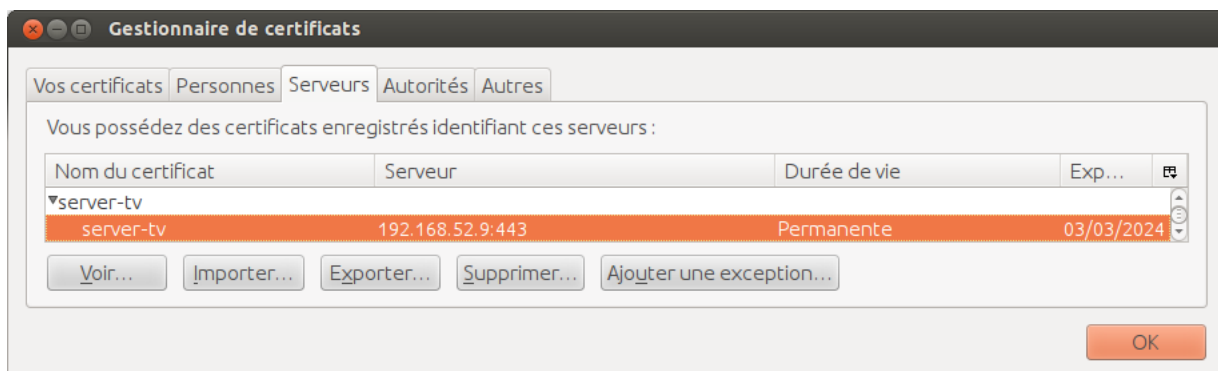 Gestionnaire de certificats
Vos certificats Personnes Serveurs Autorités Autres
Vous possédez des certificats enregistrés identifiant ces serveurs :
Nom du certificat Serveur Durée de vie Exp...
server-tv
server-tv 192.168.52.9:443 Permanente 03/03/2024
Voir... Importer... Exporter... Supprimer... Ajouter une exception...
OK